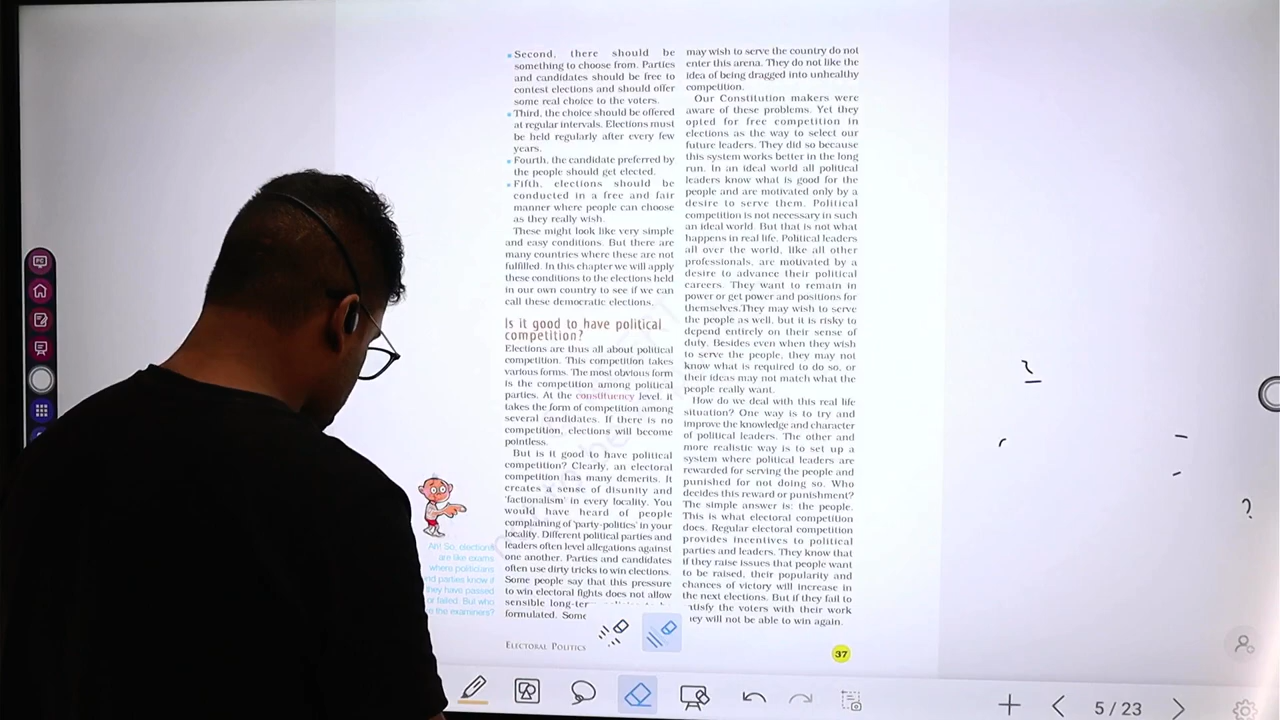 Second, there should be
something to choose from. Parties
and candidates should be free to
contest elections and should offer
some real choice to the voters.
Third, the choice should be offered
at regular intervals. Elections must
be held regularly after every few
years.
Fourth, the candidate preferred by
the people should get elected.
Fifth, elections should be
conducted in a free and fair
manner where people can choose
as they really wish.
These might look like very simple
and easy conditions. But there are
many countries where these are not
fulfilled. In this chapter we will apply
these conditions to the elections held
in our own country to see if we can
call these democratic elections.
Is it good to have political
competition?
Elections are thus all about political
competition. This competition takes
various forms. The most obvious form
is the competition among political
parties. At the constituency level, it
takes the form of competition among
several candidates. If there is no
competition, elections will become
pointless.
But is it good to have political
competition? Clearly, an electoral
competition has many demerits. It
creates a sense of disunity and
'factionalism' in every locality. You
would have heard of people
complaining of 'party-politics' in your
locality. Different political parties and
leaders often level allegations against
one another. Parties and candidates
often use dirty tricks to win elections.
Some people say that this pressure
to win electoral fights does not allow
sensible long-ter
formulated. Some
Ah! So, elections
are like exams
where politicians
nd parties know if
they have passed
or failed. But who
e the examiners?
ELECTORAL POLITICS
may wish to serve the country do not
enter this arena. They do not like the
idea of being dragged into unhealthy
competition.
Our Constitution makers were
aware of these problems. Yet they
opted for free competition in
elections as the way to select our
future leaders. They did so because
this system works better in the long
run. In an ideal world all political
leaders know what is good for the
people and are motivated only by a
desire to serve them. Political
competition is not necessary in such
an ideal world. But that is not what
happens in real life. Political leaders
all over the world, like all other
professionals, are motivated by a
desire to advance their political
careers. They want to remain in
power or get power and positions for
themselves.They may wish to serve
the people as well, but it is risky to
depend entirely on their sense of
duty. Besides even when they wish
to serve the people, they may not
know what is required to do so, or
their ideas may not match what the
people really want.
How do we deal with this real life
situation? One way is to try and
improve the knowledge and character
of political leaders. The other and
more realistic way is to set up a
system where political leaders are
rewarded for serving the people and
punished for not doing so. Who
decides this reward or punishment?
The simple answer is: the people.
This is what electoral competition
does. Regular electoral competition
provides incentives to political
parties and leaders. They know that
if they raise issues that people want
to be raised, their popularity and
chances of victory will increase in
the next elections. But if they fail to
atisfy the voters with their work
ey will not be able to win again.
37
?
5 / 23